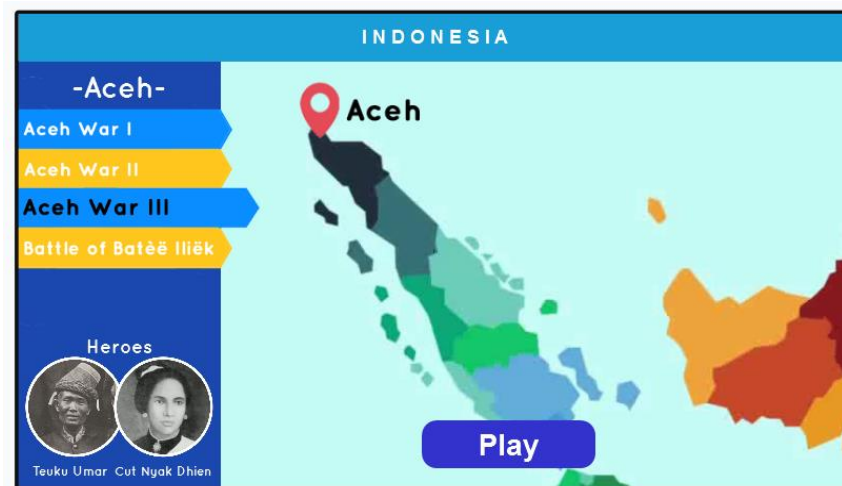 INDONESIA
-Aceh-
Aceh War I
Aceh War II
Aceh War III
Battle of Batèë Iliëk
Heroes
Teuku Umar Cut Nyak Dhien
Aceh
Play